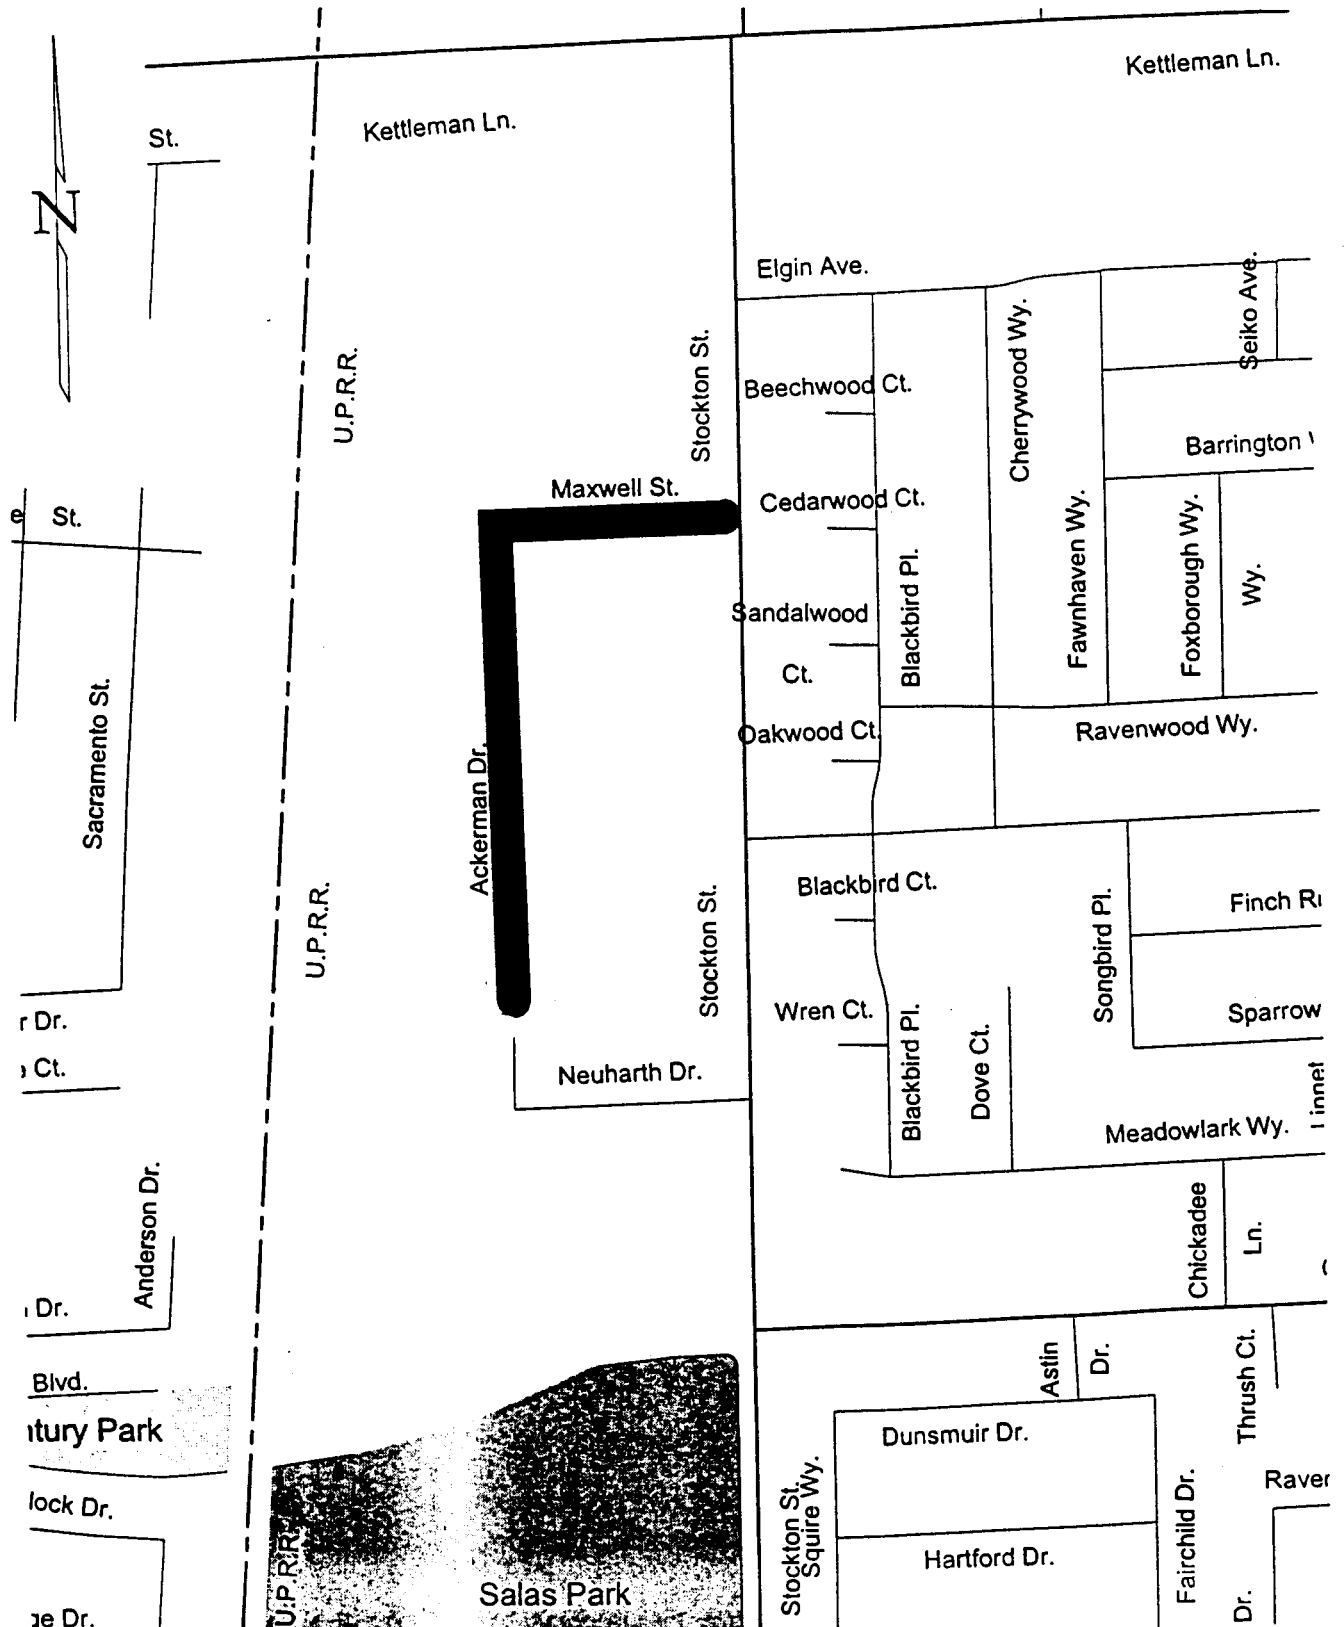 Kettleman Ln.
Kettleman Ln.
St.
N
Elgin Ave.
Seiko Ave.
Cherrywood Wy.
Stockton St.
U.P.R.R.
Beechwood Ct.
Barrington
Maxwell St.
Cedarwood Ct.
St.
Fawnhaven Wy.
Foxborough Wy.
Wy.
Blackbird Pl.
Sandalwood
Ct.
Sacramento St.
Oakwood Ct.
Ravenwood Wy.
Ackerman Dr.
U.P.R.R.
Stockton St.
Blackbird Ct.
Songbird Pl.
Finch
Wren Ct.
Sparrow
Dr.
Ct.
Blackbird Pl.
Dove Ct.
Neuharth Dr.
Linnet
Meadowlark Wy.
Anderson Dr.
Chickadee
Ln.
Dr.
Astin
Dr.
Thrush Ct.
Blvd.
Park
Dunsmuir Dr.
Dr.
Stockton St.
Squire Wy.
Fairchild Dr.
U.P.R.R.
Hartford Dr.
Salas Park
Dr.
Dr.